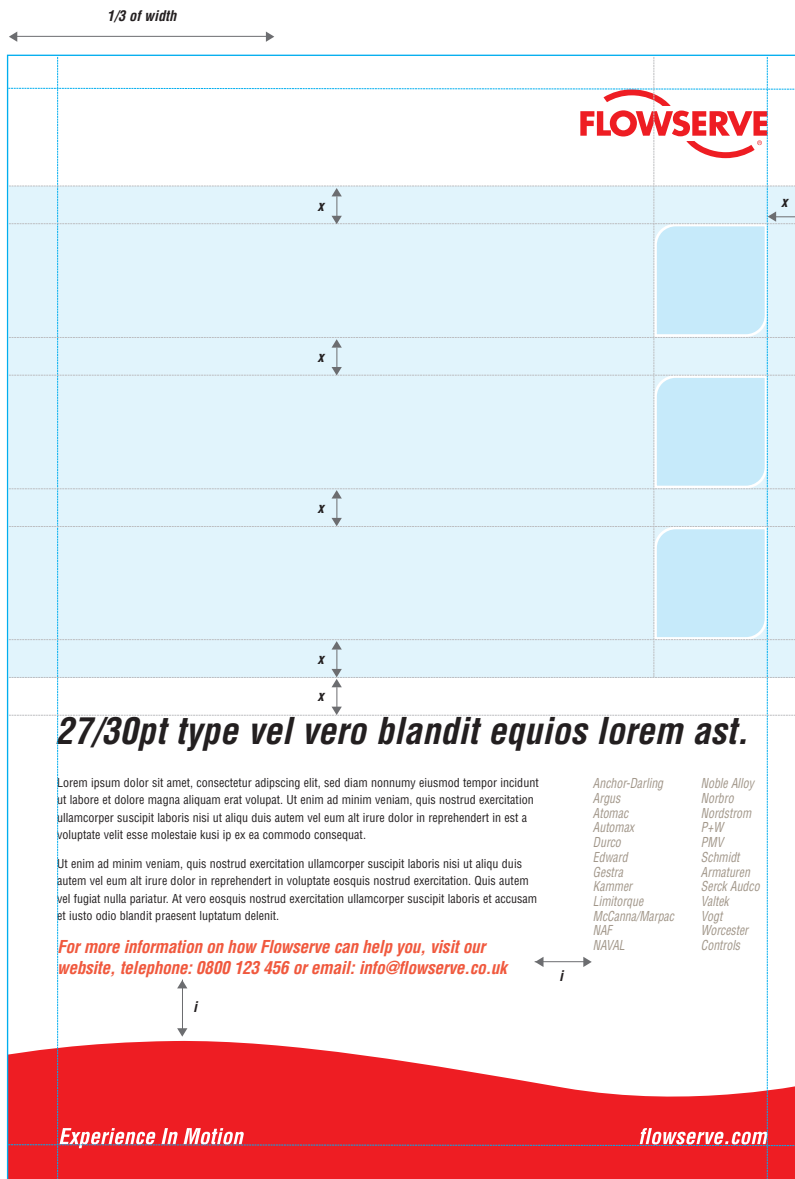 1/3 of width
FLOWSERVE
®
x
x
x
x
x
x
27/30pt type vel vero blandit equios lorem ast.
Lorem ipsum dolor sit amet, consectetur adipscing elit, sed diam nonnumy eiusmod tempor incidunt
ut labore et dolore magna aliquam erat volupat. Ut enim ad minim veniam, quis nostrud exercitation
ullamcorper suscipit laboris nisi ut aliqu duis autem vel eum alt irure dolor in reprehendert in est a
voluptate velit esse molestaie kusi ip ex ea commodo consequat.
Ut enim ad minim veniam, quis nostrud exercitation ullamcorper suscipit laboris nisi ut aliqu duis
autem vel eum alt irure dolor in reprehendert in voluptate eosquis nostrud exercitation. Quis autem
vel fugiat nulla pariatur. At vero eosquis nostrud exercitation ullamcorper suscipit laboris et accusam
et iusto odio blandit praesent luptatum delenit.
For more information on how Flowserve can help you, visit our
website, telephone: 0800 123 456 or email: info@flowserve.co.uk
Anchor-Darling
Argus
Atomac
Automax
Durco
Edward
Gestra
Kammer
Limitorque
McCanna/Marpac
NAF
NAVAL
Noble Alloy
Norbro
Nordstrom
P+W
PMV
Schmidt
Armaturen
Serck Audco
Valtek
Vogt
Worcester
Controls
i
i
Experience In Motion
flowserve.com